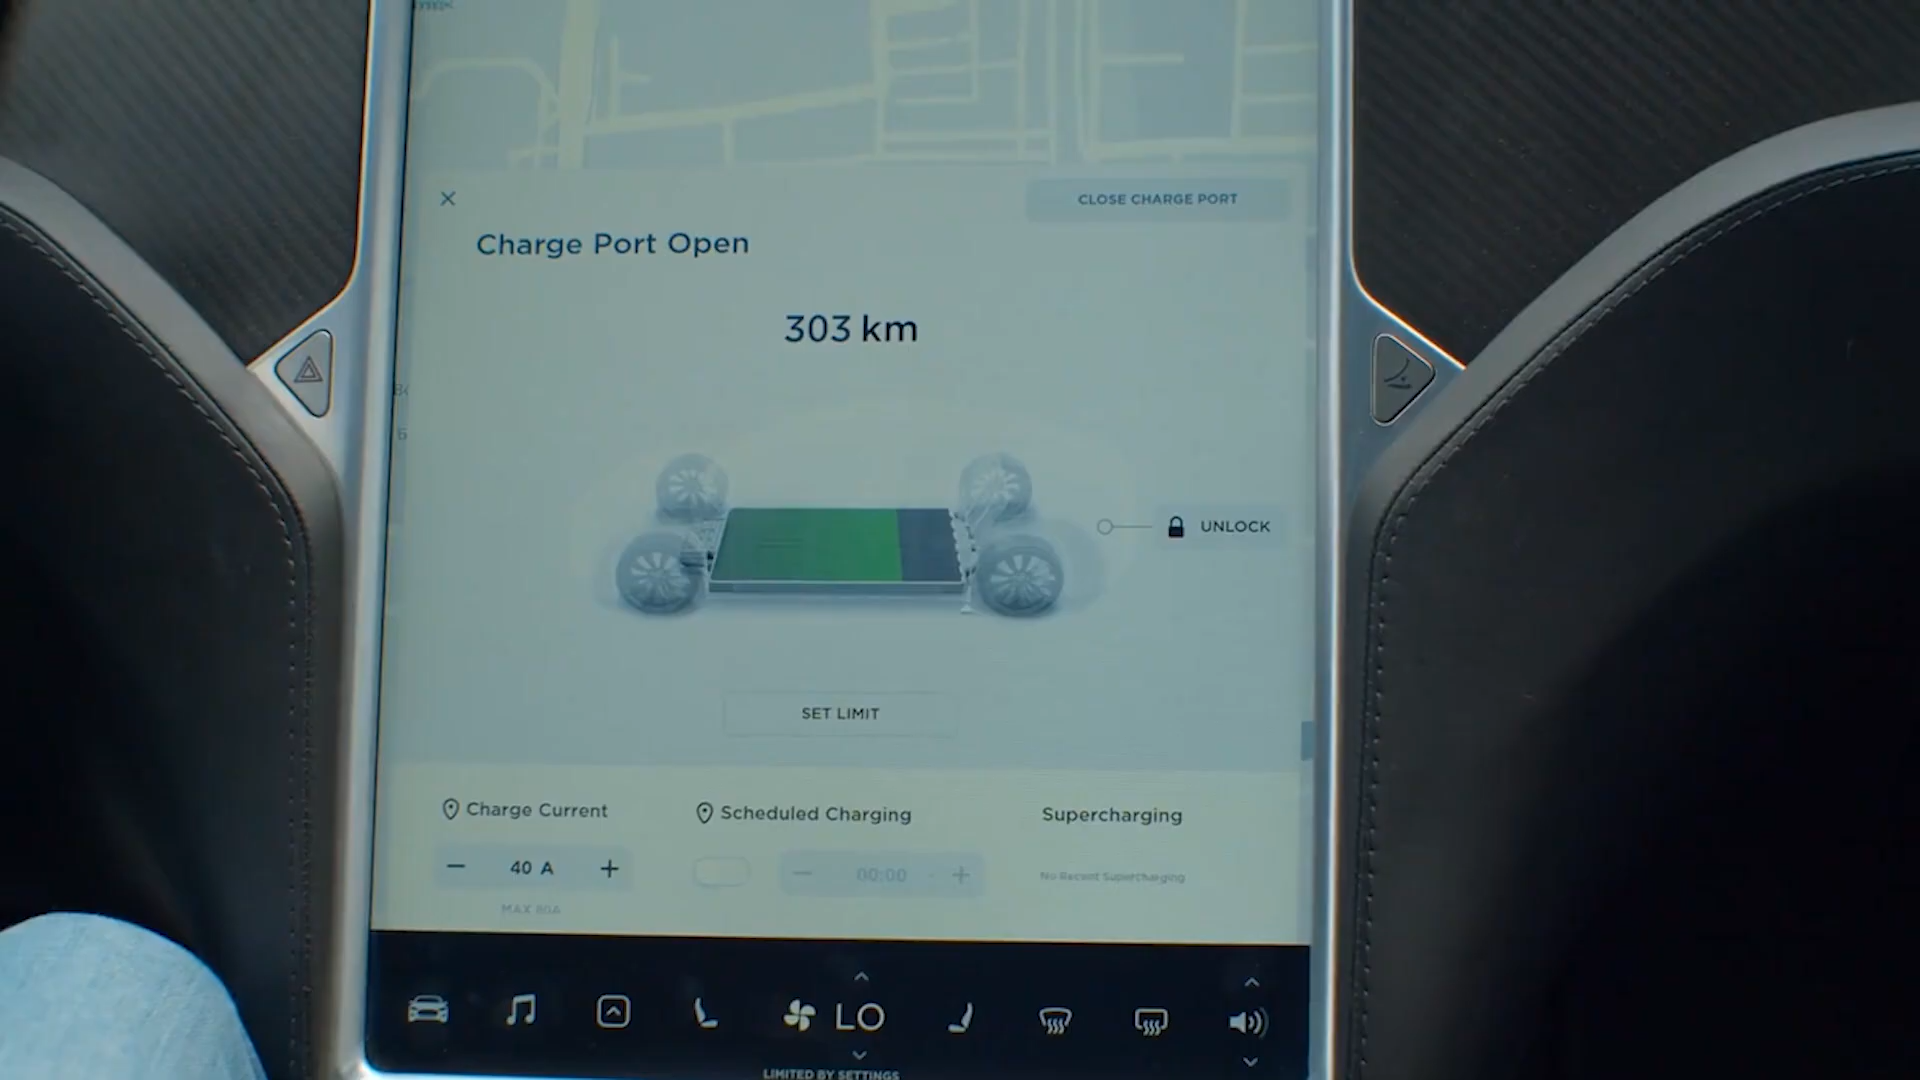 CLOSE CHARGE PORT
Charge Port Open
303 km
UNLOCK
SET LIMIT
Charge Current
Scheduled Charging
Supercharging
40 A
00:00
No Recent Supercharging
MAX 80A
LO
LIMITED BY SETTINGS